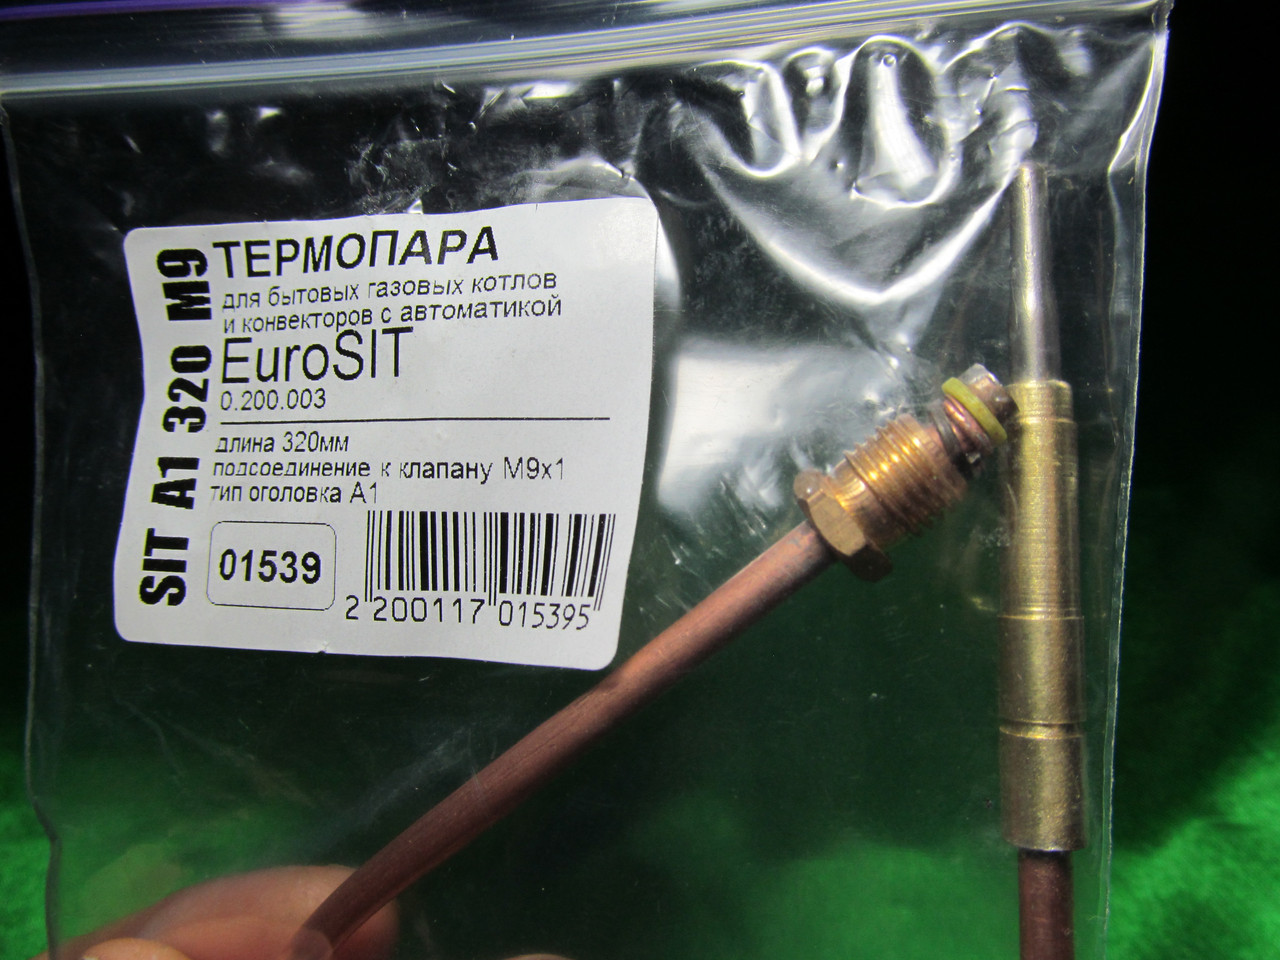 SIT A1 320 M9
ТЕРМОПАРА
для бытовых газовых котлов
и конвекторов с автоматикой
EuroSIT
0.200.003
длина 320мм
подсоединение к клапану M9x1
тип оголовка A1
01539
2 200117 015395